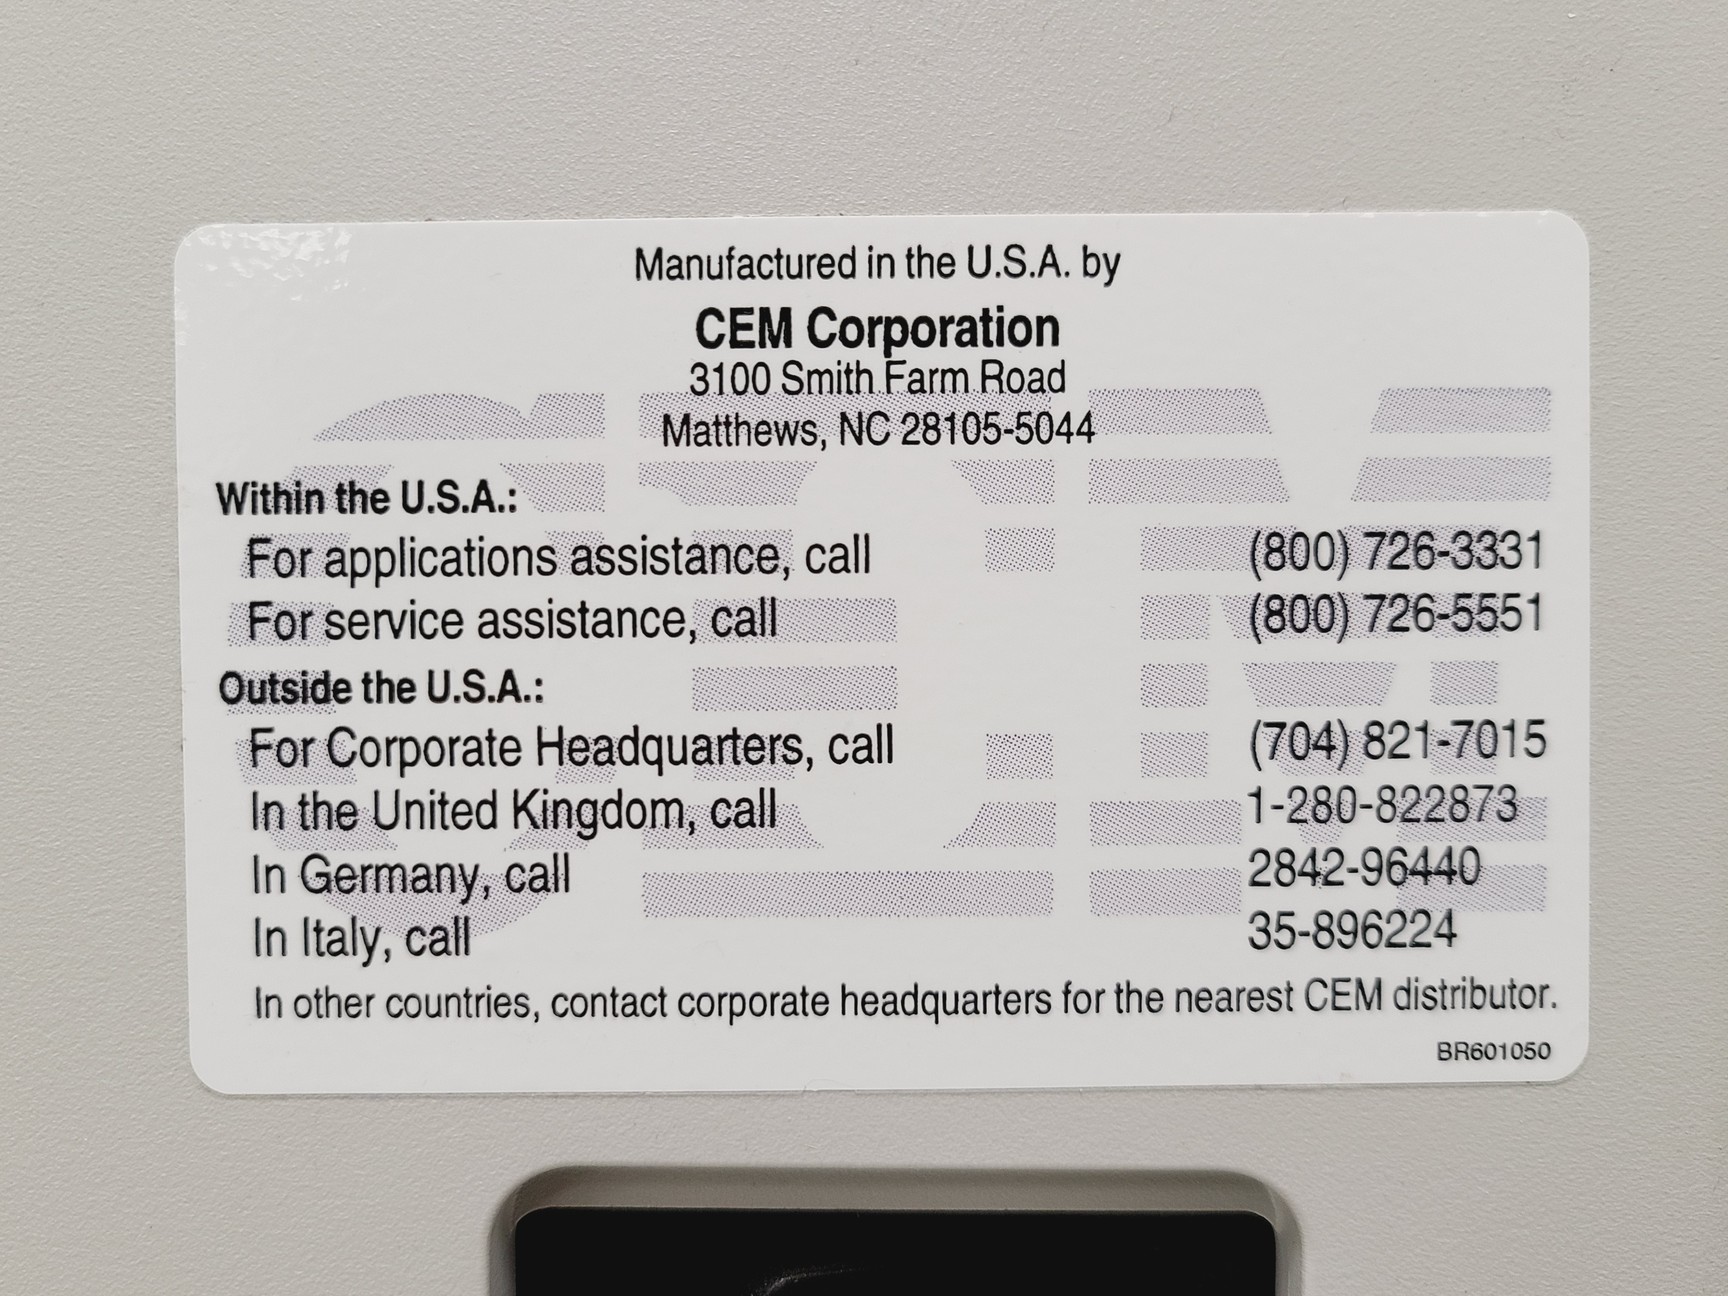 Manufactured in the U.S.A. by
CEM Corporation
3100 Smith Farm Road
Matthews, NC 28105-5044
Within the U.S.A.:
For applications assistance, call (800) 726-3331
For service assistance, call (800) 726-5551
Outside the U.S.A.:
For Corporate Headquarters, call (704) 821-7015
In the United Kingdom, call 1-280-822873
In Germany, call 2842-96440
In Italy, call 35-896224
In other countries, contact corporate headquarters for the nearest CEM distributor.
BR601050
CEM